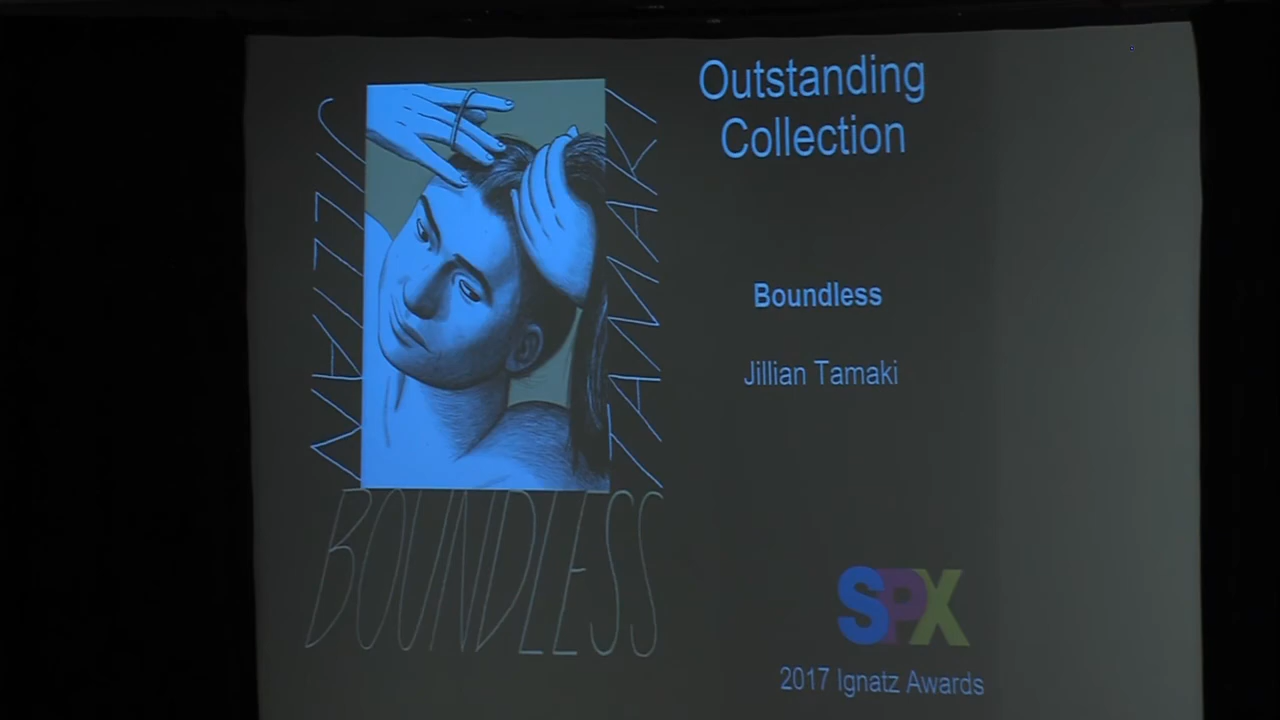 JILLIAN
TAMAKI
BOUNDLESS
Outstanding
Collection
Boundless
Jillian Tamaki
SPX
2017 Ignatz Awards